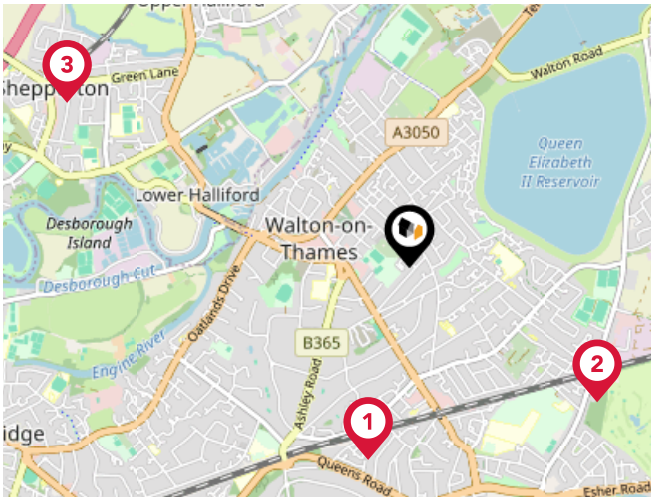 Upper Halliford
3
Green Lane
Shepperton
Walton Road
A3050
Queen
Elizabeth
II Reservoir
Lower Halliford
Desborough
Island
Walton-on-
Thames
Desborough Cut
Oatlands Drive
Engine River
B365
Ashley Road
2
1
idge
Queens Road
Esher Road